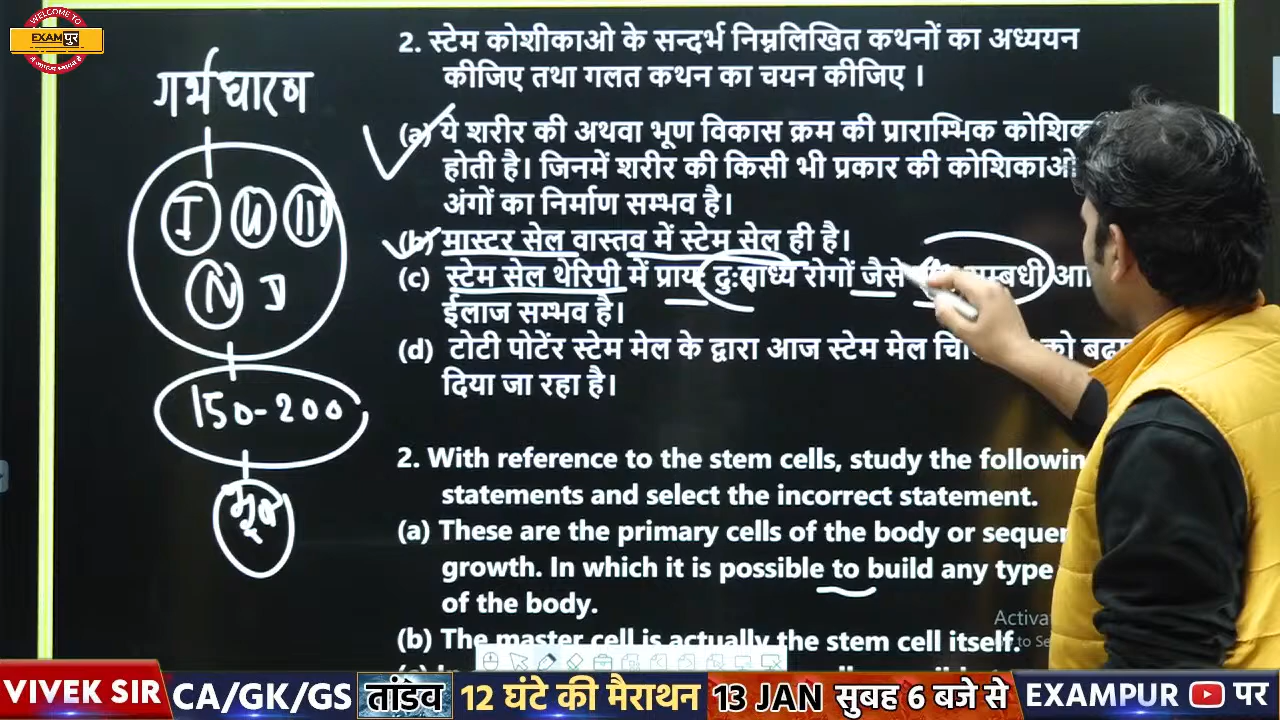 WELCOME TO
EXAMपुर
गर्भधारण
I II III
IV
150-200
भ्रूण
2. स्टेम कोशीकाओ के सन्दर्भ निम्नलिखित कथनों का अध्ययन
कीजिए तथा गलत कथन का चयन कीजिए ।
(a) ये शरीर की अथवा भूण विकास क्रम की प्राराम्भिक
होती है। जिनमें शरीर की किसी भी प्रकार की कोशिकाओ
अंगों का निर्माण सम्भव है।
(b) मास्टर सेल वास्तव में स्टेम सेल ही है।
(c) स्टेम सेल थेरिपी में प्राय दुःसाध्य रोगों जैसे
ईलाज सम्भव है।
(d) टोटी पोटेंर स्टेम मेल के द्वारा आज स्टेम मेल को
दिया जा रहा है।
2. With reference to the stem cells, study the
statements and select the incorrect statement.
(a) These are the primary cells of the body or
growth. In which it is possible to build any type
of the body.
(b) The master cell is actually the stem cell itself.
VIVEK SIR CA/GK/GS तांडव 12 घंटे की मैराथन 13 JAN सुबह 6 बजे से EXAMPUR पर